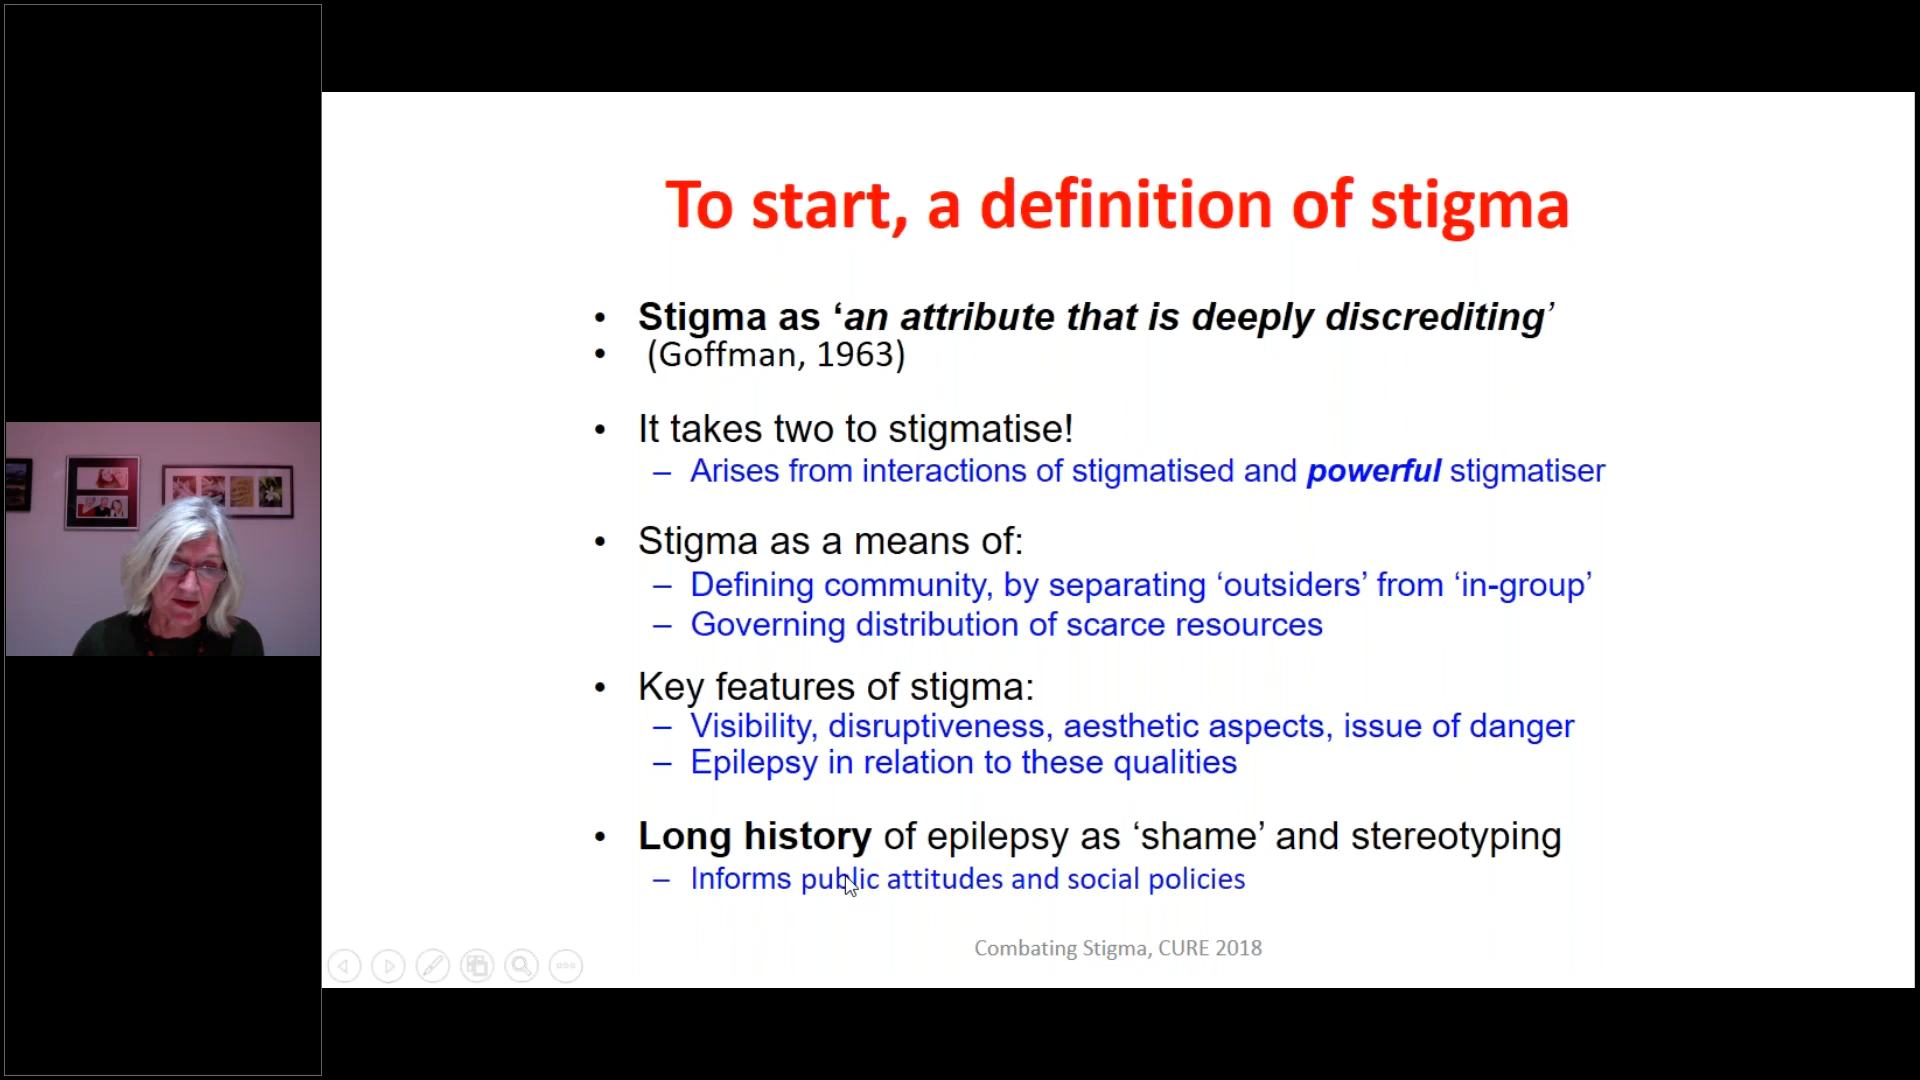 To start, a definition of stigma
• Stigma as ‘an attribute that is deeply discrediting’
• (Goffman, 1963)
• It takes two to stigmatise!
– Arises from interactions of stigmatised and powerful stigmatiser
• Stigma as a means of:
– Defining community, by separating ‘outsiders’ from ‘in-group’
– Governing distribution of scarce resources
• Key features of stigma:
– Visibility, disruptiveness, aesthetic aspects, issue of danger
– Epilepsy in relation to these qualities
• Long history of epilepsy as ‘shame’ and stereotyping
– Informs public attitudes and social policies
Combating Stigma, CURE 2018